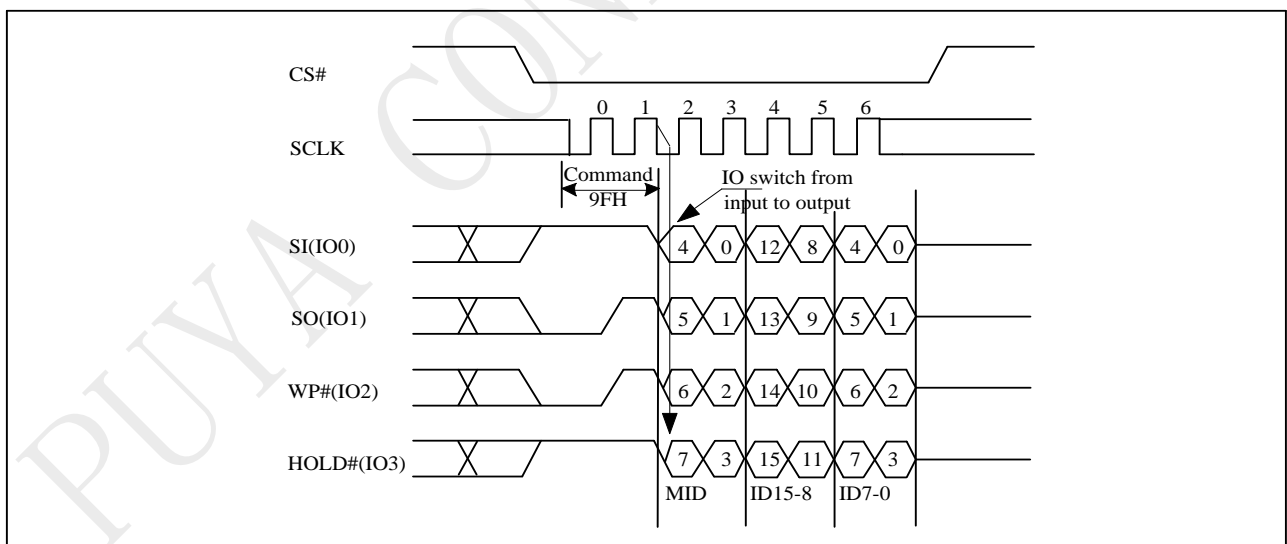 PUYA CON
CS#
0 1 2 3 4 5 6
SCLK
Command
9FH
IO switch from
input to output
SI(IO0)
4 0 12 8 4 0
SO(IO1)
5 1 13 9 5 1
WP#(IO2)
6 2 14 10 6 2
HOLD#(IO3)
7 3 15 11 7 3
MID ID15-8 ID7-0